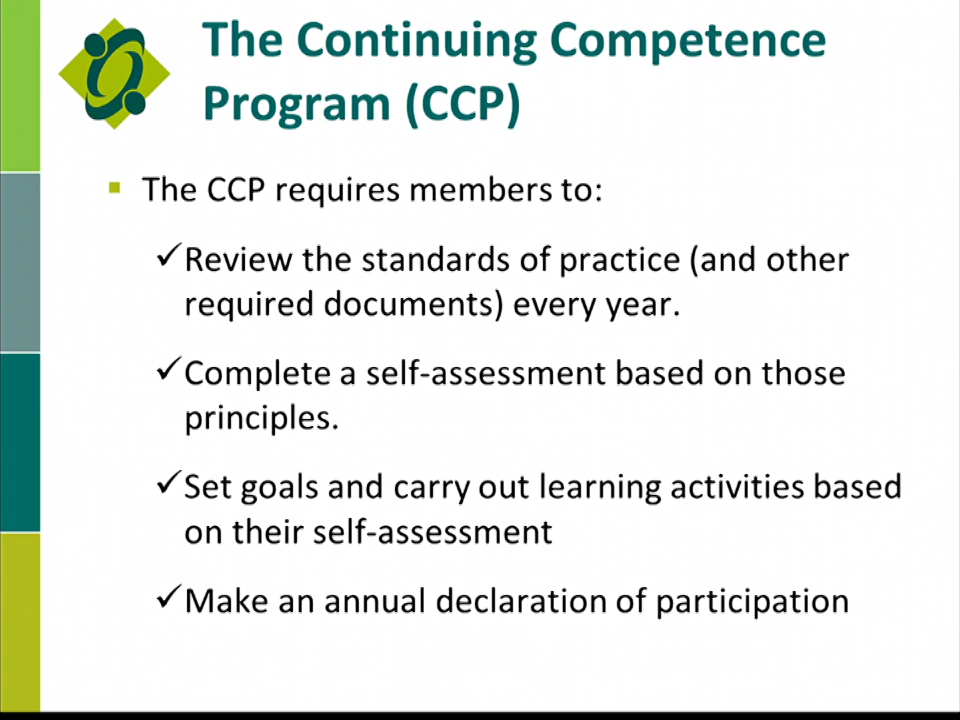 The Continuing Competence
Program (CCP)
The CCP requires members to:
Review the standards of practice (and other
required documents) every year.
Complete a self-assessment based on those
principles.
Set goals and carry out learning activities based
on their self-assessment
Make an annual declaration of participation